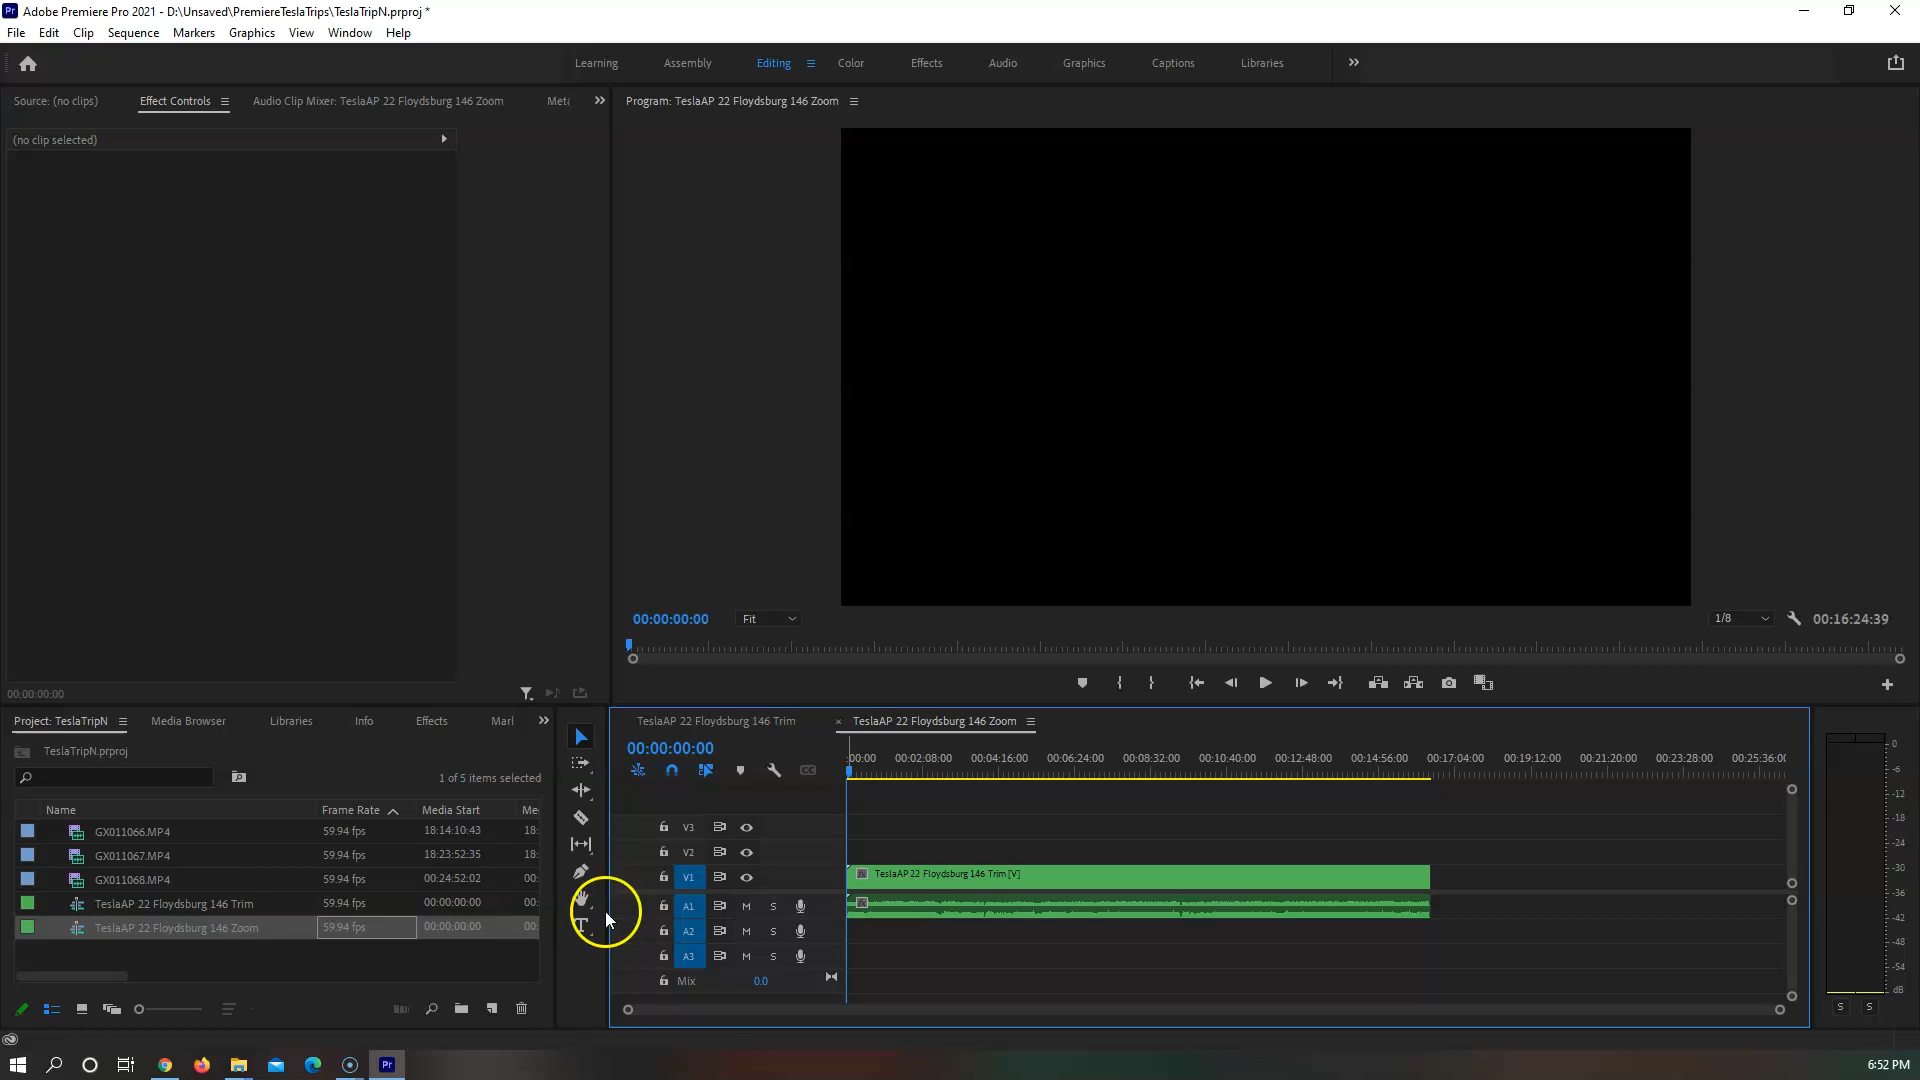 Pr Adobe Premiere Pro 2021 - D:\Unsaved\PremiereTeslaTrips\TeslaTripN.prproj *
File Edit Clip Sequence Markers Graphics View Window Help
Learning Assembly Editing Color Effects Audio Graphics Captions Libraries
Source: (no clips) Effect Controls Audio Clip Mixer: TeslaAP 22 Floydsburg 146 Zoom Meta
Program: TeslaAP 22 Floydsburg 146 Zoom
(no clip selected)
00:00:00:00 Fit 1/8 00:16:24:39
00:00:00:00
Project: TeslaTripN Media Browser Libraries Info Effects Marl
TeslaTripN.prproj
1 of 5 items selected
Name Frame Rate Media Start Me
GX011066.MP4 59.94 fps 18:14:10:43 18:
GX011067.MP4 59.94 fps 18:23:52:35 18:
GX011068.MP4 59.94 fps 00:24:52:02 00:
TeslaAP 22 Floydsburg 146 Trim 59.94 fps 00:00:00:00 00:
TeslaAP 22 Floydsburg 146 Zoom 59.94 fps 00:00:00:00 00:
TeslaAP 22 Floydsburg 146 Trim × TeslaAP 22 Floydsburg 146 Zoom
00:00:00:00
:00:00 00:02:08:00 00:04:16:00 00:06:24:00 00:08:32:00 00:10:40:00 00:12:48:00 00:14:56:00 00:17:04:00 00:19:12:00 00:21:20:00 00:23:28:00 00:25:36:0
V3
V2
V1 fx TeslaAP 22 Floydsburg 146 Trim [V]
A1 M S fx
A2 M S
A3 M S
Mix 0.0
0
-6
-12
-18
-24
-30
-36
-42
-48
-54
dB
S S
Pr 6:52 PM